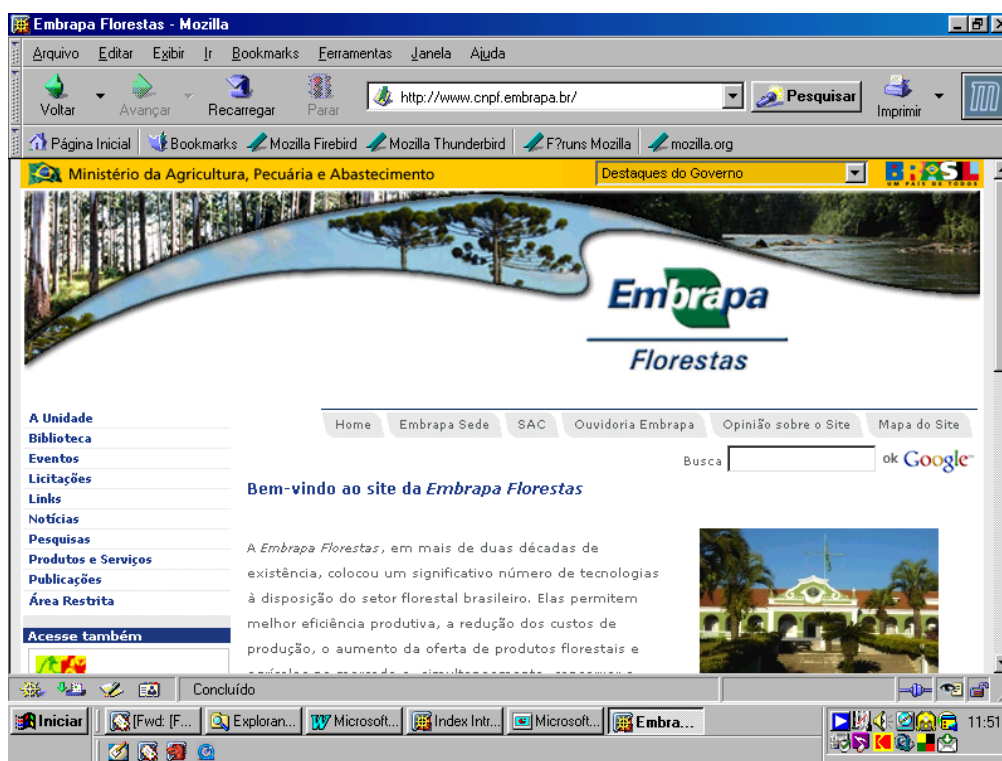 Embrapa Florestas - Mozilla
Arquivo Editar Exibir Ir Bookmarks Ferramentas Janela Ajuda
Voltar Avançar Recarregar Parar http://www.cnpf.embrapa.br/ Pesquisar Imprimir
Página Inicial Bookmarks Mozilla Firebird Mozilla Thunderbird F?runs Mozilla mozilla.org
Ministério da Agricultura, Pecuária e Abastecimento Destaques do Governo BRASIL
UM PAÍS DE TODOS
Embrapa
Florestas
A Unidade
Biblioteca
Eventos
Licitações
Links
Notícias
Pesquisas
Produtos e Serviços
Publicações
Área Restrita
Acesse também
Home Embrapa Sede SAC Ouvidoria Embrapa Opinião sobre o Site Mapa do Site
Busca ok Google
Bem-vindo ao site da Embrapa Florestas
A Embrapa Florestas, em mais de duas décadas de
existência, colocou um significativo número de tecnologias
à disposição do setor florestal brasileiro. Elas permitem
melhor eficiência produtiva, a redução dos custos de
produção, o aumento da oferta de produtos florestais e
Concluído
Iniciar [Fwd: [F... Exploran... Microsoft... Index Intr... Microsoft... Embra... 11:51